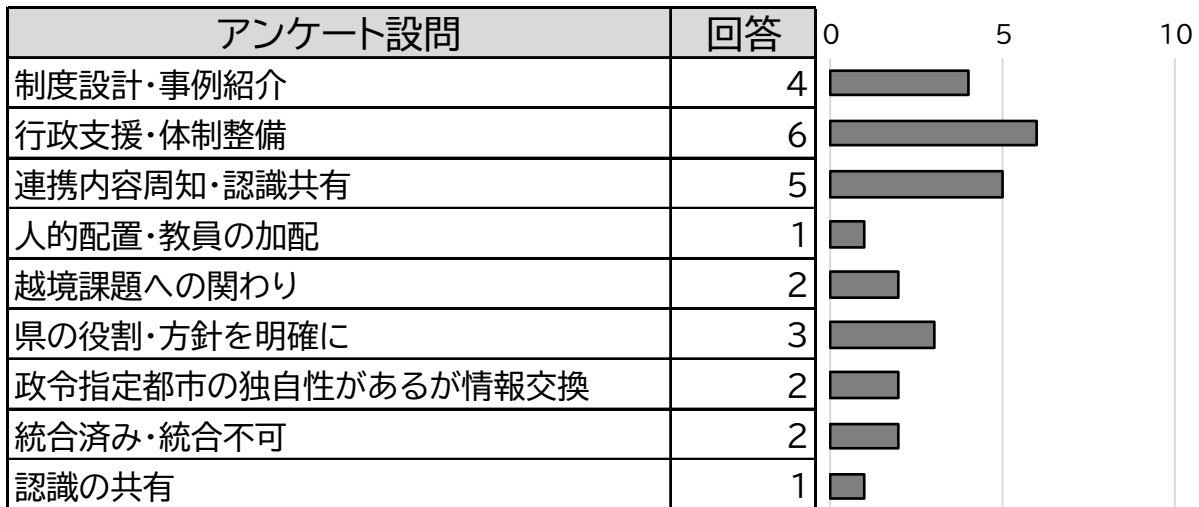 アンケート設問 回答 0 5 10
制度設計・事例紹介 4
行政支援・体制整備 6
連携内容周知・認識共有 5
人的配置・教員の加配 1
越境課題への関わり 2
県の役割・方針を明確に 3
政令指定都市の独自性があるが情報交換 2
統合済み・統合不可 2
認識の共有 1